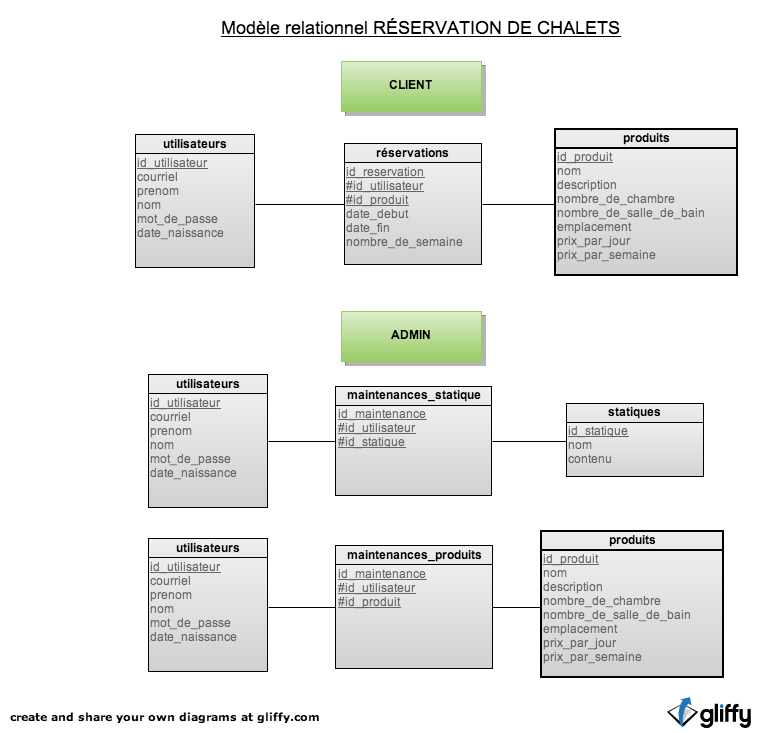 Modèle relationnel RÉSERVATION DE CHALETS
CLIENT
utilisateurs
id_utilisateur
courriel
prenom
nom
mot_de_passe
date_naissance
réservations
id_reservation
#id_utilisateur
#id_produit
date_debut
date_fin
nombre_de_semaine
produits
id_produit
nom
description
nombre_de_chambre
nombre_de_salle_de_bain
emplacement
prix_par_jour
prix_par_semaine
ADMIN
utilisateurs
id_utilisateur
courriel
prenom
nom
mot_de_passe
date_naissance
maintenances_statique
id_maintenance
#id_utilisateur
#id_statique
statiques
id_statique
nom
contenu
utilisateurs
id_utilisateur
courriel
prenom
nom
mot_de_passe
date_naissance
maintenances_produits
id_maintenance
#id_utilisateur
#id_produit
produits
id_produit
nom
description
nombre_de_chambre
nombre_de_salle_de_bain
emplacement
prix_par_jour
prix_par_semaine
create and share your own diagrams at gliffy.com
gliffy